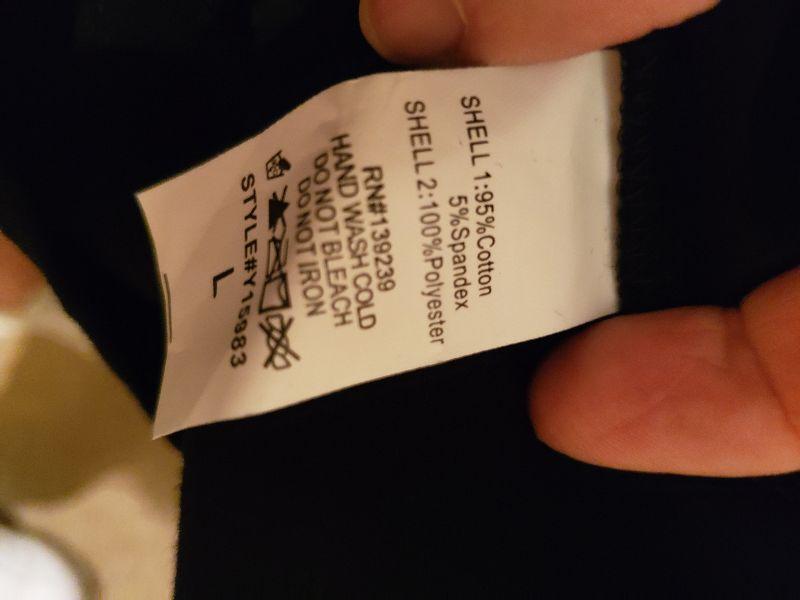 SHELL 1:95%Cotton
5%Spandex
SHELL 2:100%Polyester
RN#139239
HAND WASH COLD
DO NOT BLEACH
DO NOT IRON
L